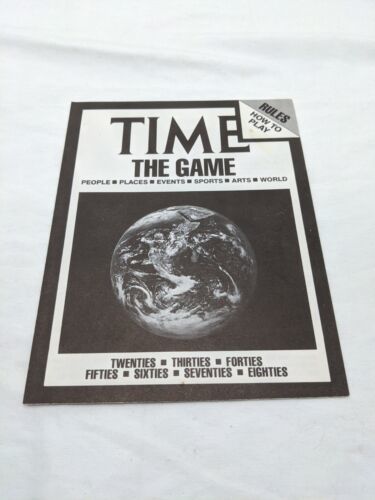 RULES
HOW TO
PLAY
TIME
THE GAME
PEOPLE ■ PLACES ■ EVENTS ■ SPORTS ■ ARTS ■ WORLD
TWENTIES ■ THIRTIES ■ FORTIES
FIFTIES ■ SIXTIES ■ SEVENTIES ■ EIGHTIES